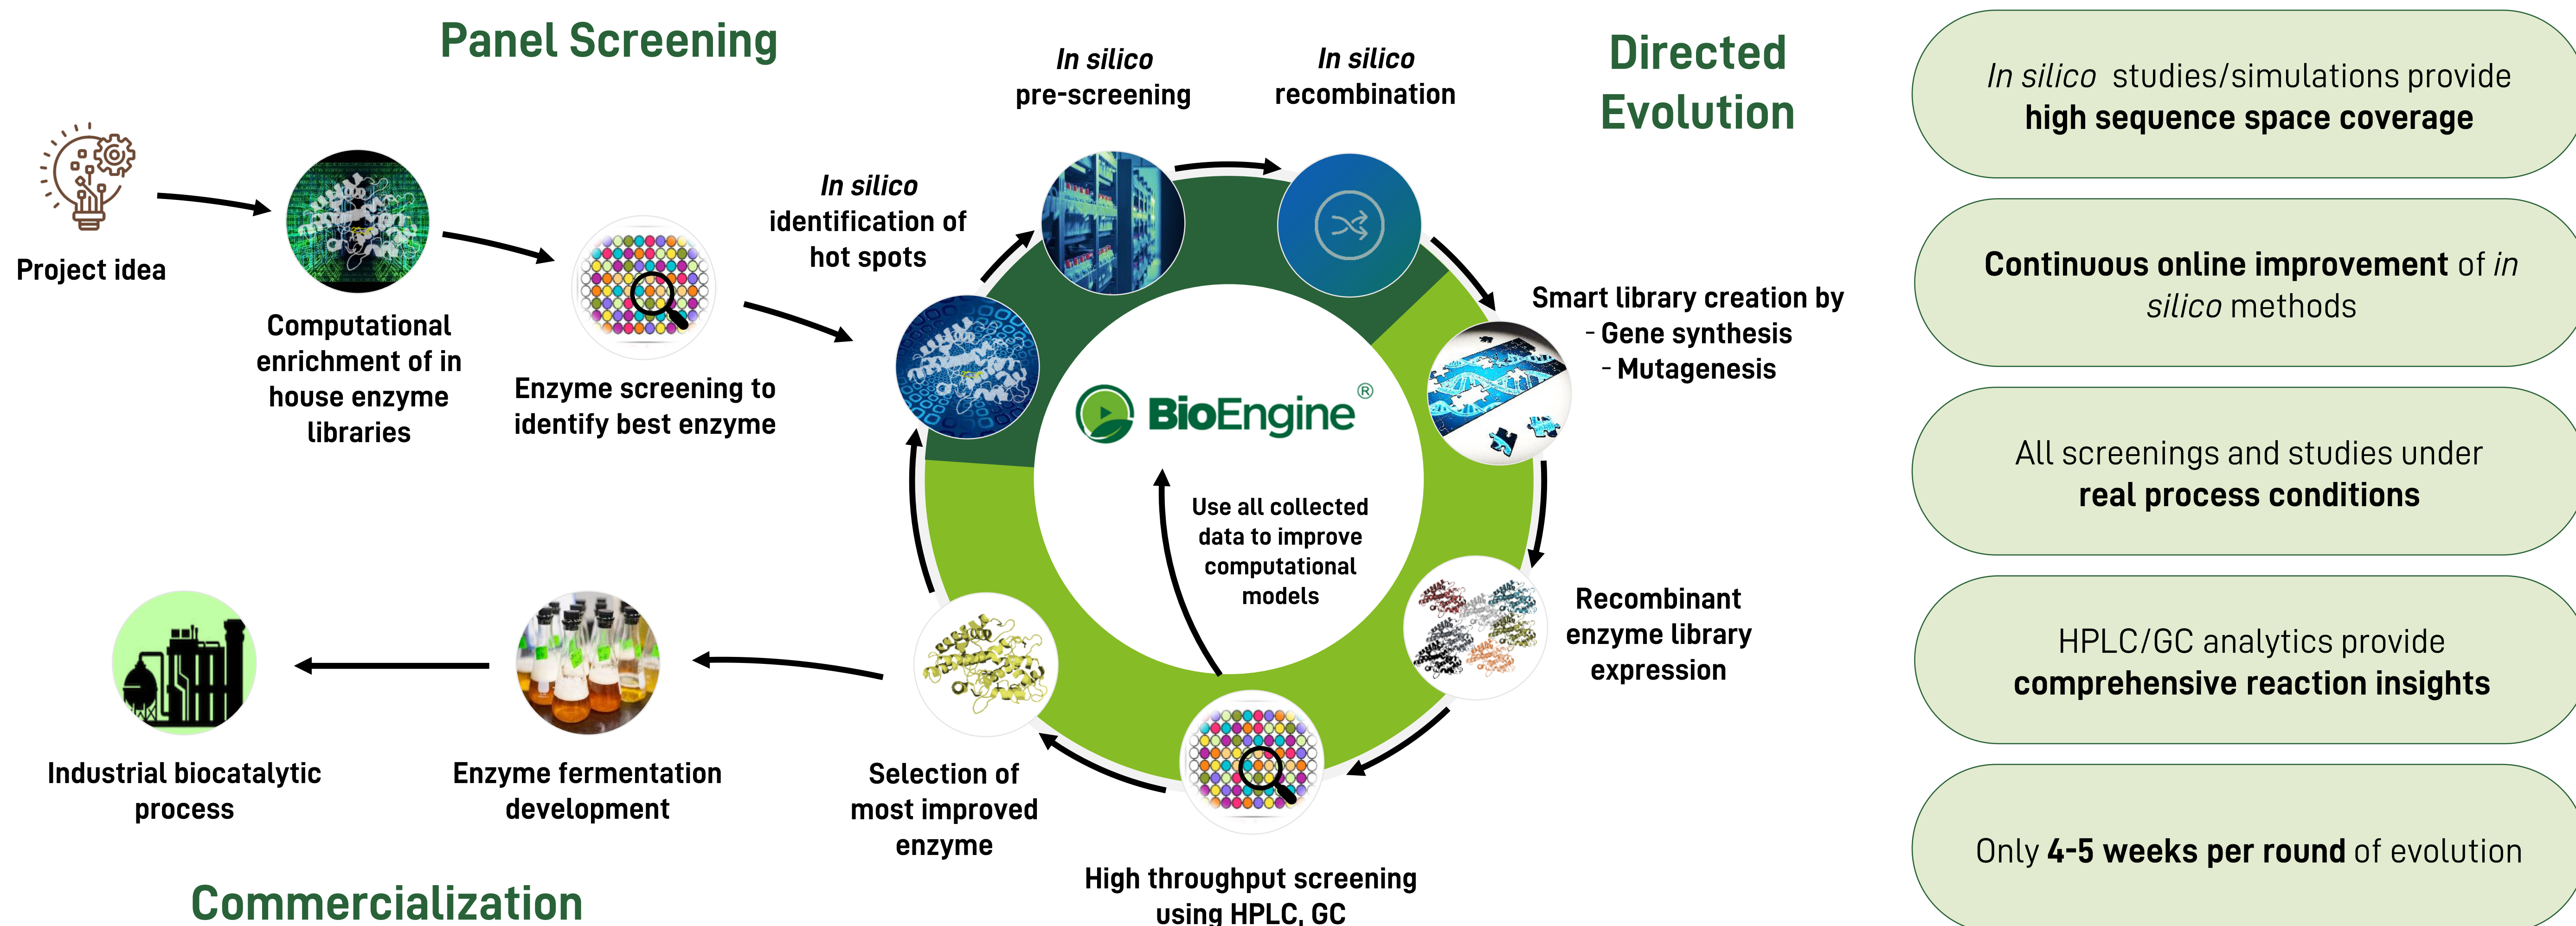 Panel Screening
Project idea
Computational
enrichment of in
house enzyme
libraries
Enzyme screening to
identify best enzyme
Directed
Evolution
In silico
identification of
hot spots
In silico
pre-screening
In silico
recombination
Smart library creation by
- Gene synthesis
- Mutagenesis
Recombinant
enzyme library
expression
High throughput screening
using HPLC, GC
Selection of
most improved
enzyme
BioEngine®
Use all collected
data to improve
computational
models
Enzyme fermentation
development
Industrial biocatalytic
process
Commercialization
In silico studies/simulations provide
high sequence space coverage
Continuous online improvement of in
silico methods
All screenings and studies under
real process conditions
HPLC/GC analytics provide
comprehensive reaction insights
Only 4-5 weeks per round of evolution